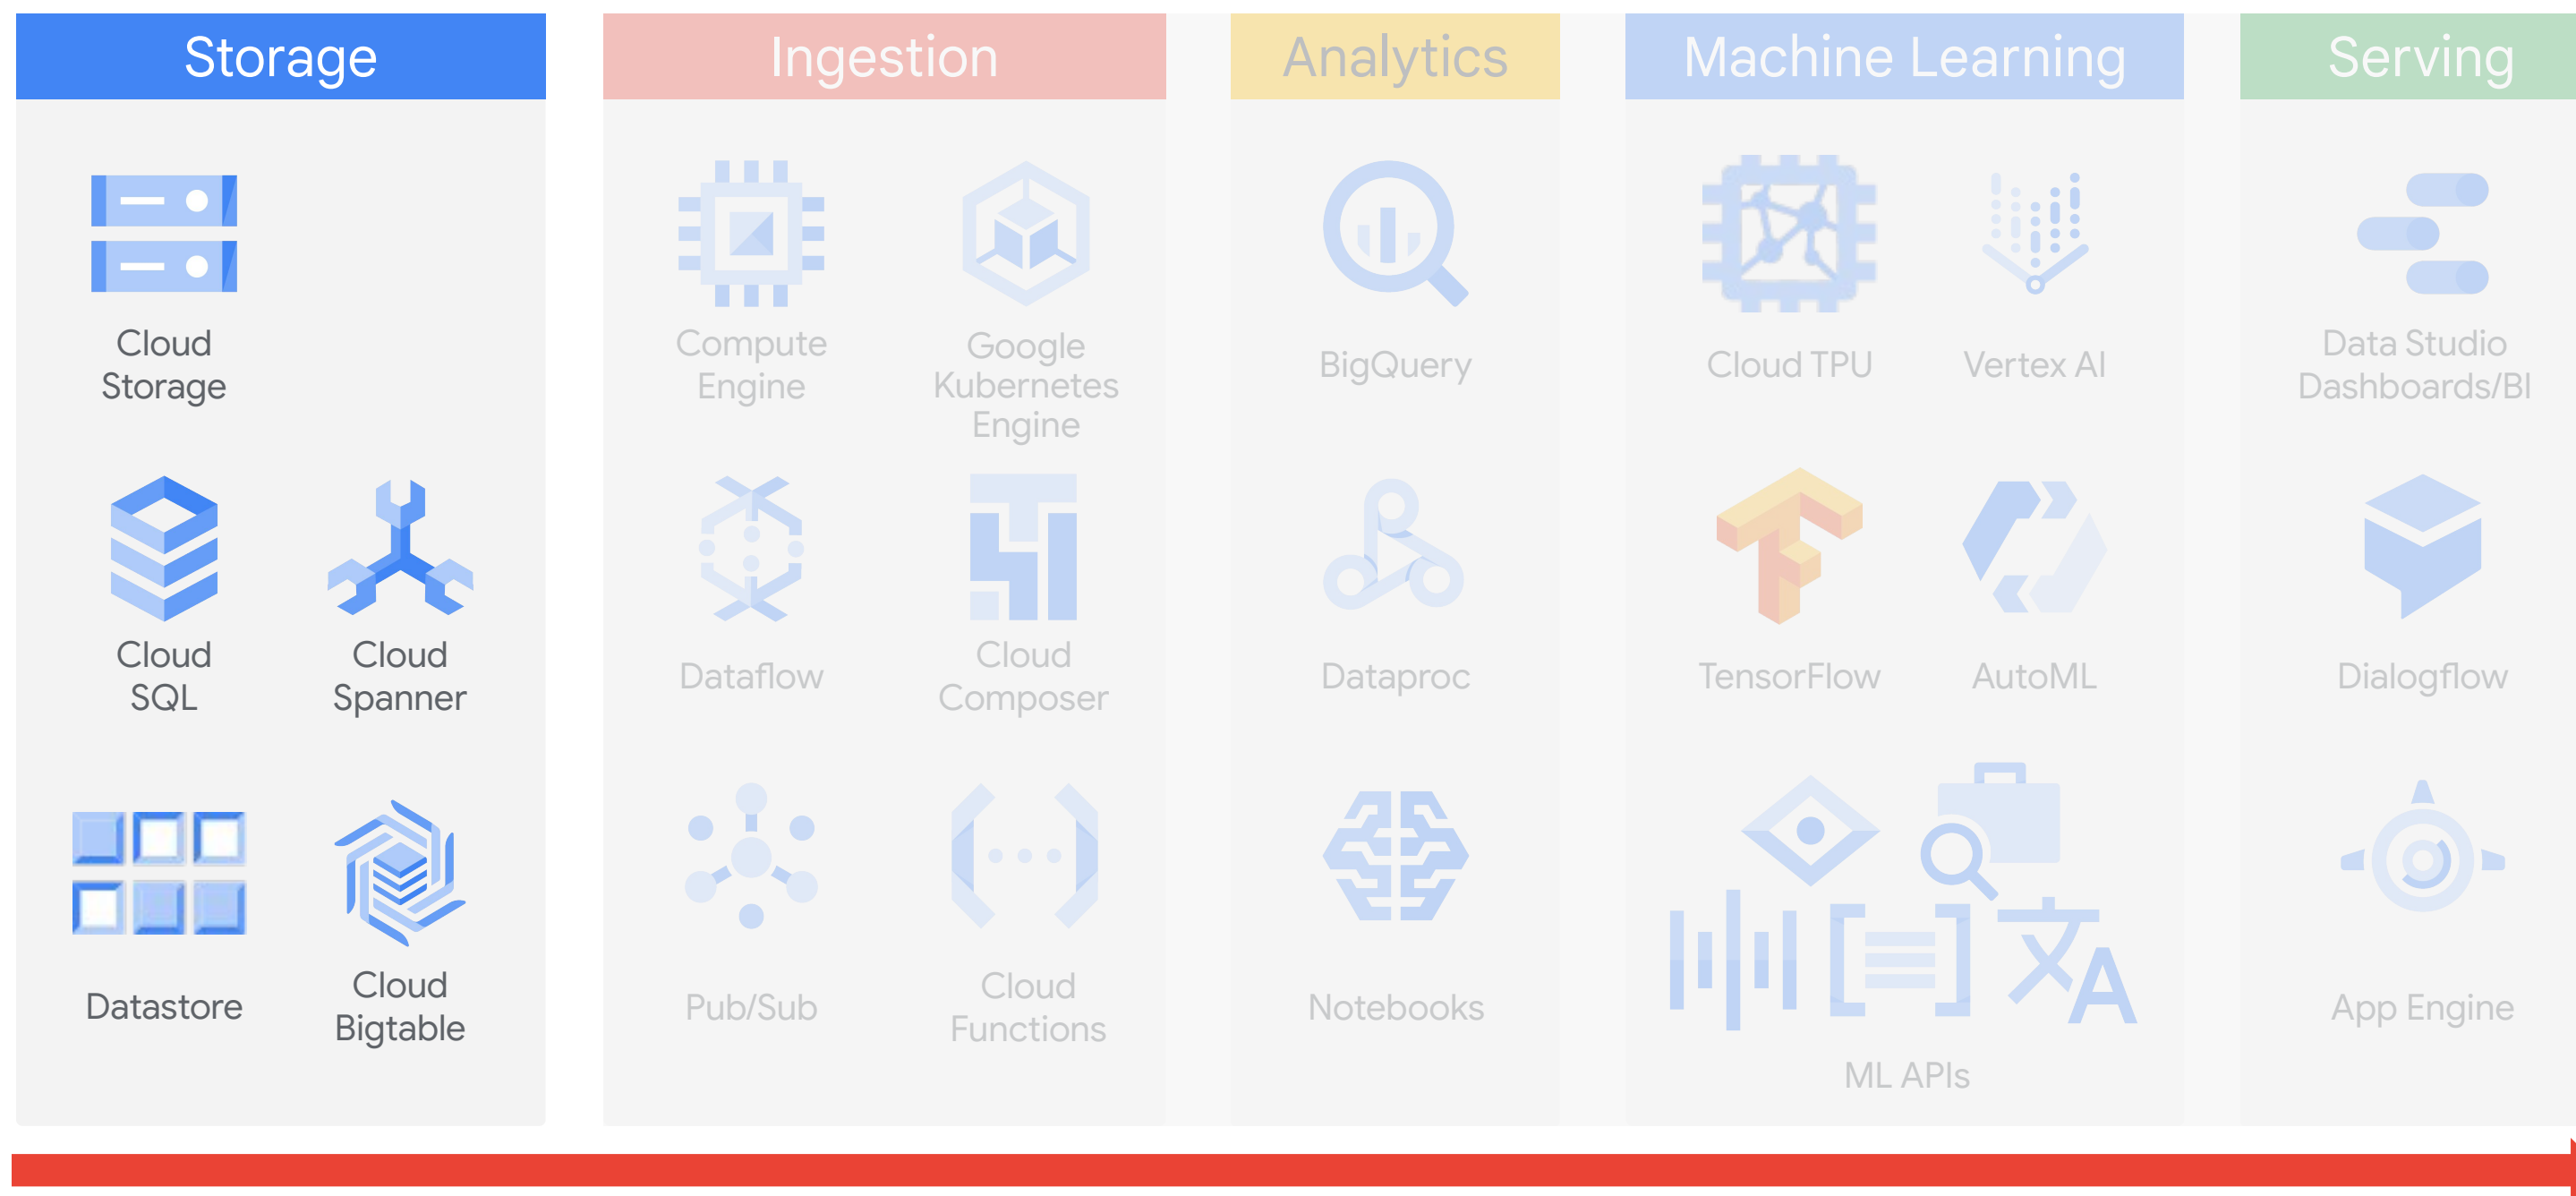 Storage
Ingestion
Analytics
Machine Learning
Serving
Cloud
Storage
Cloud
SQL
Cloud
Spanner
Datastore
Cloud
Bigtable
Compute
Engine
Google
Kubernetes
Engine
Dataflow
Cloud
Composer
Pub/Sub
Cloud
Functions
BigQuery
Dataproc
Notebooks
Cloud TPU
Vertex AI
TensorFlow
AutoML
文A
ML APIs
Data Studio
Dashboards/BI
Dialogflow
App Engine